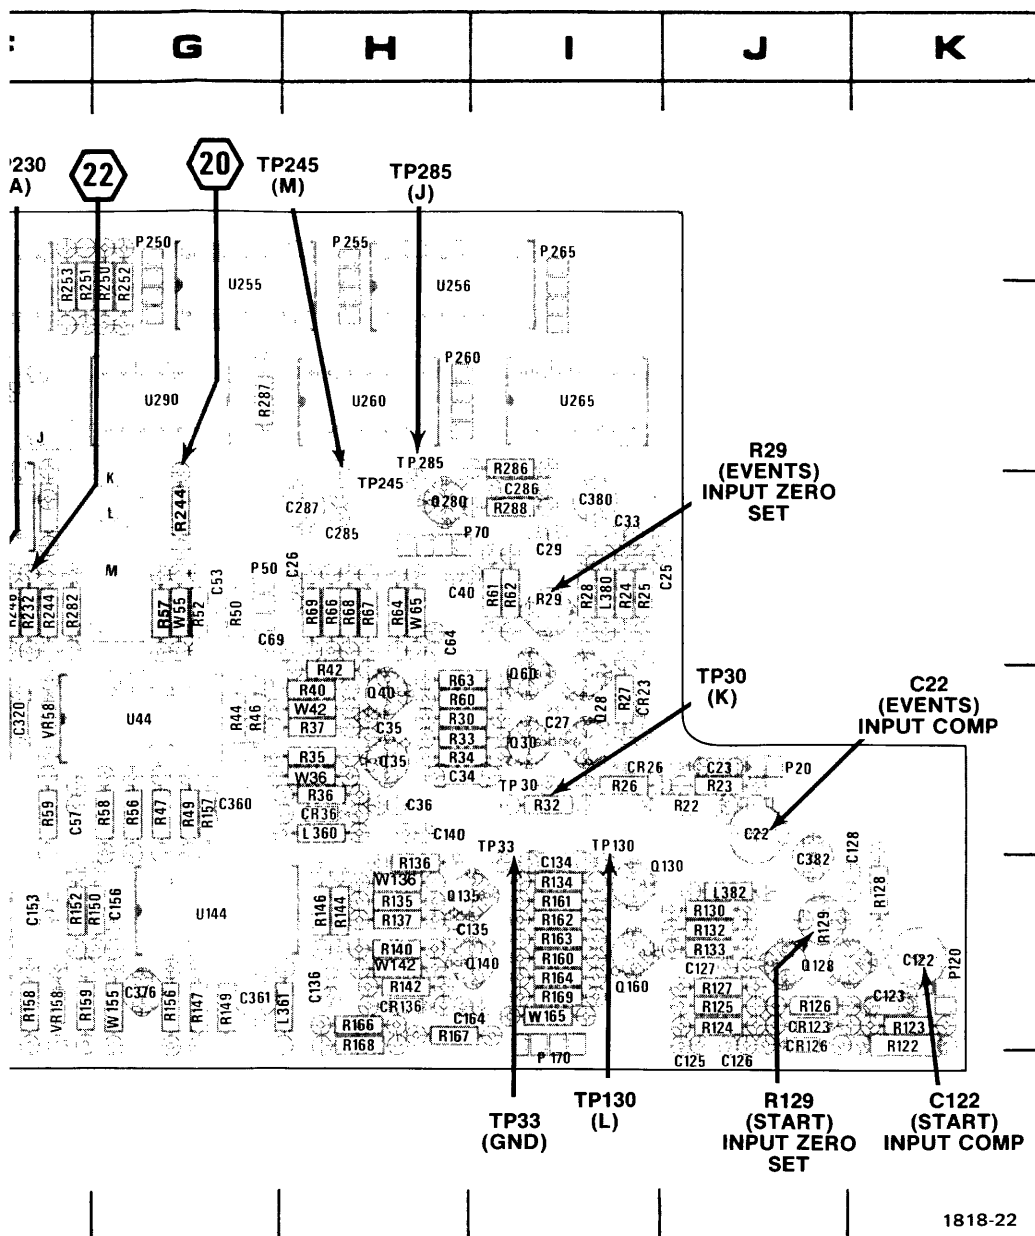 G H I J K
P230 22 20 TP245 TP285
A) (M) (J)
P250 P255 P265
R253 R251 R250 R252 U255 U256
P260
U290 R287 U260 U265
J
TP285
K TP245 R286
R29
(EVENTS)
INPUT ZERO
SET
L R244 C287 Q280 C286 C380
R288
C285 P70 C33
C29
M C53 P50 C26 C40 C25
R246 R232 R244 R282 R57 W55 R52 R50 R69 R66 R68 R67 R64 W65 R61 R62 R29 R28 L380 R24 R25
C69 C64
R42 Q60 TP30
(K)
R40 Q40 R63 R27 CR23
W42 R60
C320 VR58 U44 R44 R46 R37 C35 R30 C27 Q28
C22
(EVENTS)
INPUT COMP
R33 Q30
R35 Q35 R34
W36 C34 CR26 C23 P20
R36 TP30 R26 R23
R59 C57 R58 R56 R47 R49 R157 C360 CR36 C36 R32 R22
L360 C140 C22
TP33 TP130 C128
R136 C134 Q130 C382
W136 R134 L382 R128
C153 R152 R150 C156 U144 R146 R144 R135 Q135 R161 R130 R129
R137 C135 R162 R132
R140 R163 R133
W142 Q140 R160 C127 Q128 C122 P120
C136 R142 R164 Q160 R127
R158 VR158 R159 W155 C376 R156 R147 R149 C361 L361 CR136 C164 R169 R125 R126 C123
R166 W165 R124 CR123 R123
R168 R167 P170 C125 C126 CR126 R122
TP33
(GND)
TP130
(L)
R129
(START)
INPUT ZERO
SET
C122
(START)
INPUT COMP
1818-22